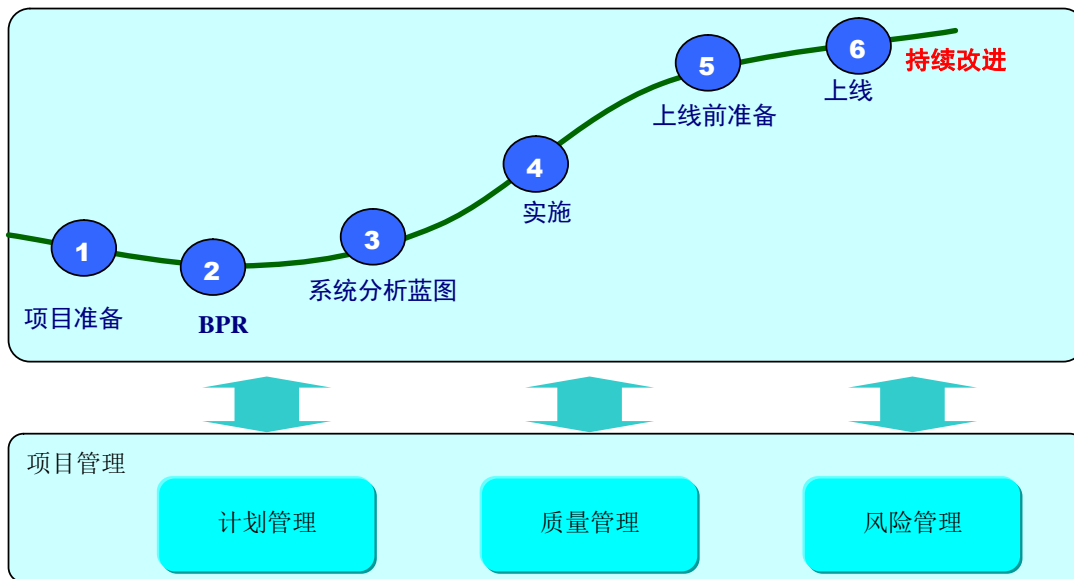 1
项目准备
2
BPR
3
系统分析蓝图
4
实施
5
上线前准备
6
上线
持续改进
项目管理
计划管理
质量管理
风险管理